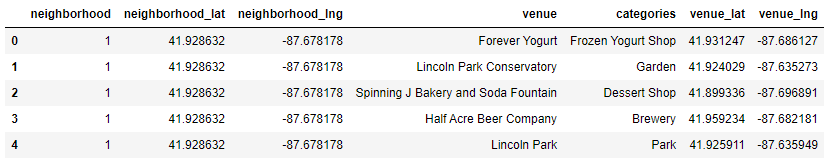 neighborhood neighborhood_lat neighborhood_lng venue categories venue_lat venue_lng
0 1 41.928632 -87.678178 Forever Yogurt Frozen Yogurt Shop 41.931247 -87.686127
1 1 41.928632 -87.678178 Lincoln Park Conservatory Garden 41.924029 -87.635273
2 1 41.928632 -87.678178 Spinning J Bakery and Soda Fountain Dessert Shop 41.899336 -87.696891
3 1 41.928632 -87.678178 Half Acre Beer Company Brewery 41.959234 -87.682181
4 1 41.928632 -87.678178 Lincoln Park Park 41.925911 -87.635949